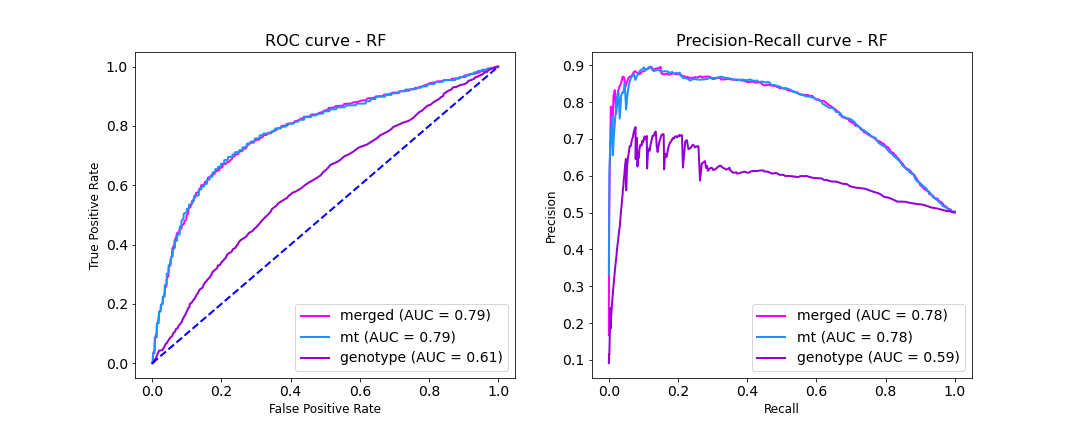 ROC curve - RF
1.0
0.8
0.6
0.4
0.2
0.0
True Positive Rate
0.0 0.2 0.4 0.6 0.8 1.0
False Positive Rate
merged (AUC = 0.79)
mt (AUC = 0.79)
genotype (AUC = 0.61)
Precision-Recall curve - RF
0.9
0.8
0.7
0.6
0.5
0.4
0.3
0.2
0.1
Precision
0.0 0.2 0.4 0.6 0.8 1.0
Recall
merged (AUC = 0.78)
mt (AUC = 0.78)
genotype (AUC = 0.59)